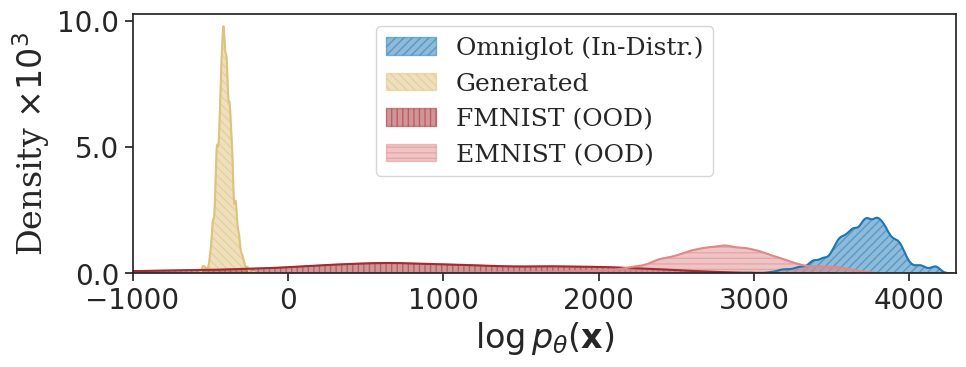 Density ×10³
10.0
5.0
0.0
Omniglot (In-Distr.)
Generated
FMNIST (OOD)
EMNIST (OOD)
−1000 0 1000 2000 3000 4000
log pθ(x)